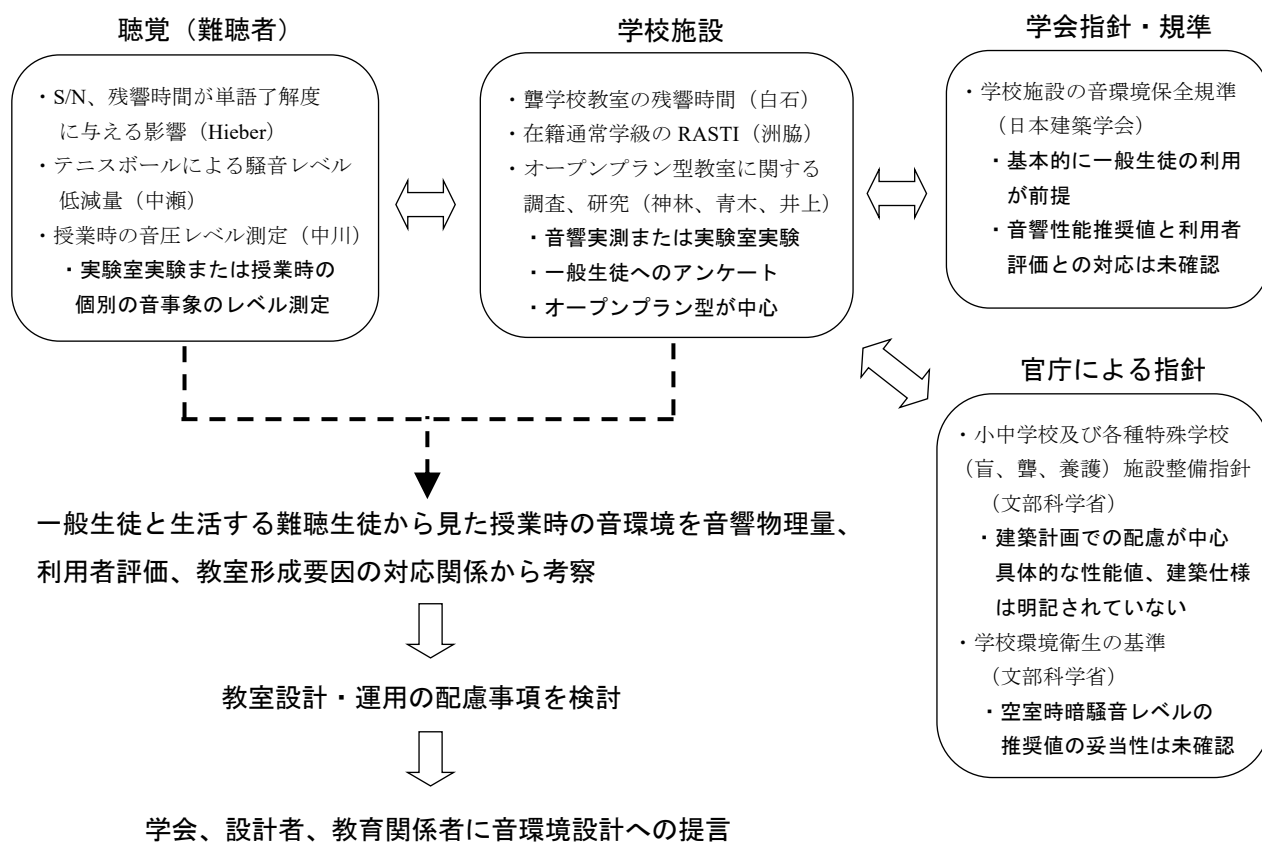 聴覚（難聴者）
・S/N、残響時間が単語了解度
に与える影響（Hieber）
・テニスボールによる騒音レベル
低減量（中瀬）
・授業時の音圧レベル測定（中川）
・実験室実験または授業時の
個別の音事象のレベル測定
学校施設
・聾学校教室の残響時間（白石）
・在籍通常学級の RASTI（洲脇）
・オープンプラン型教室に関する
調査、研究（神林、青木、井上）
・音響実測または実験室実験
・一般生徒へのアンケート
・オープンプラン型が中心
学会指針・規準
・学校施設の音環境保全規準
（日本建築学会）
・基本的に一般生徒の利用
が前提
・音響性能推奨値と利用者
評価との対応は未確認
官庁による指針
・小中学校及び各種特殊学校
（盲、聾、養護）施設整備指針
（文部科学省）
・建築計画での配慮が中心
具体的な性能値、建築仕様
は明記されていない
・学校環境衛生の基準
（文部科学省）
・空室時暗騒音レベルの
推奨値の妥当性は未確認
一般生徒と生活する難聴生徒から見た授業時の音環境を音響物理量、
利用者評価、教室形成要因の対応関係から考察
教室設計・運用の配慮事項を検討
学会、設計者、教育関係者に音環境設計への提言